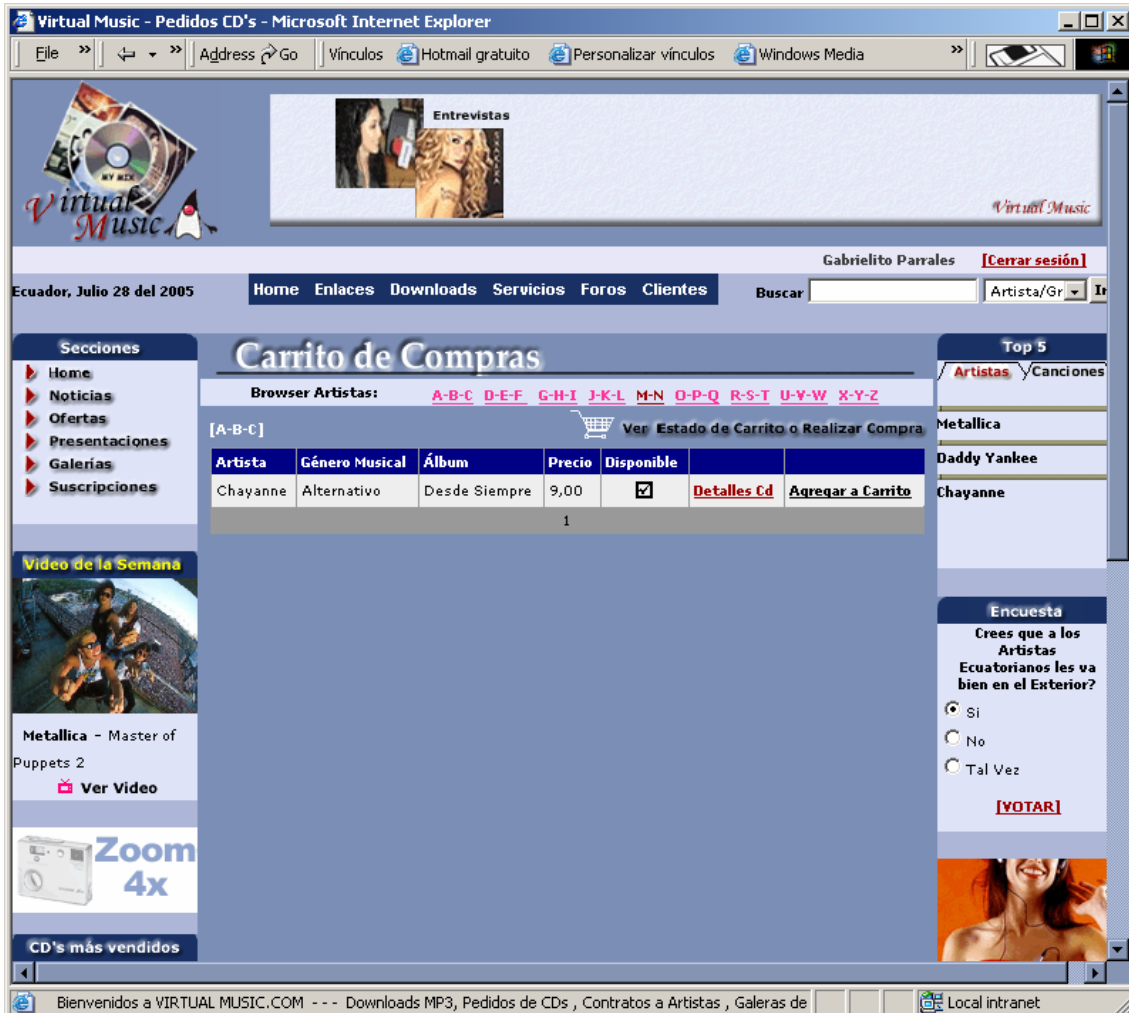 Virtual Music - Pedidos CD's - Microsoft Internet Explorer
File » » Address Go Vínculos Hotmail gratuito Personalizar vínculos Windows Media »
MY MIX
Virtual Music
Entrevistas
Virtual Music
Gabrielito Parrales [Cerrar sesión]
Ecuador, Julio 28 del 2005 Home Enlaces Downloads Servicios Foros Clientes Buscar Artista/Gr Ir
Secciones
Home
Noticias
Ofertas
Presentaciones
Galerías
Suscripciones
Video de la Semana
Metallica - Master of
Puppets 2
Ver Video
Zoom
4x
CD's más vendidos
Carrito de Compras
Browser Artistas: A-B-C D-E-F G-H-I J-K-L M-N O-P-Q R-S-T U-V-W X-Y-Z
[A-B-C] Ver Estado de Carrito o Realizar Compra
Artista Género Musical Álbum Precio Disponible
Chayanne Alternativo Desde Siempre 9,00 Detalles Cd Agregar a Carrito
1
Top 5
Artistas Canciones
Metallica
Daddy Yankee
Chayanne
Encuesta
Crees que a los
Artistas
Ecuatorianos les va
bien en el Exterior?
Si
No
Tal Vez
[VOTAR]
Bienvenidos a VIRTUAL MUSIC.COM --- Downloads MP3, Pedidos de CDs , Contratos a Artistas , Galeras de Local intranet